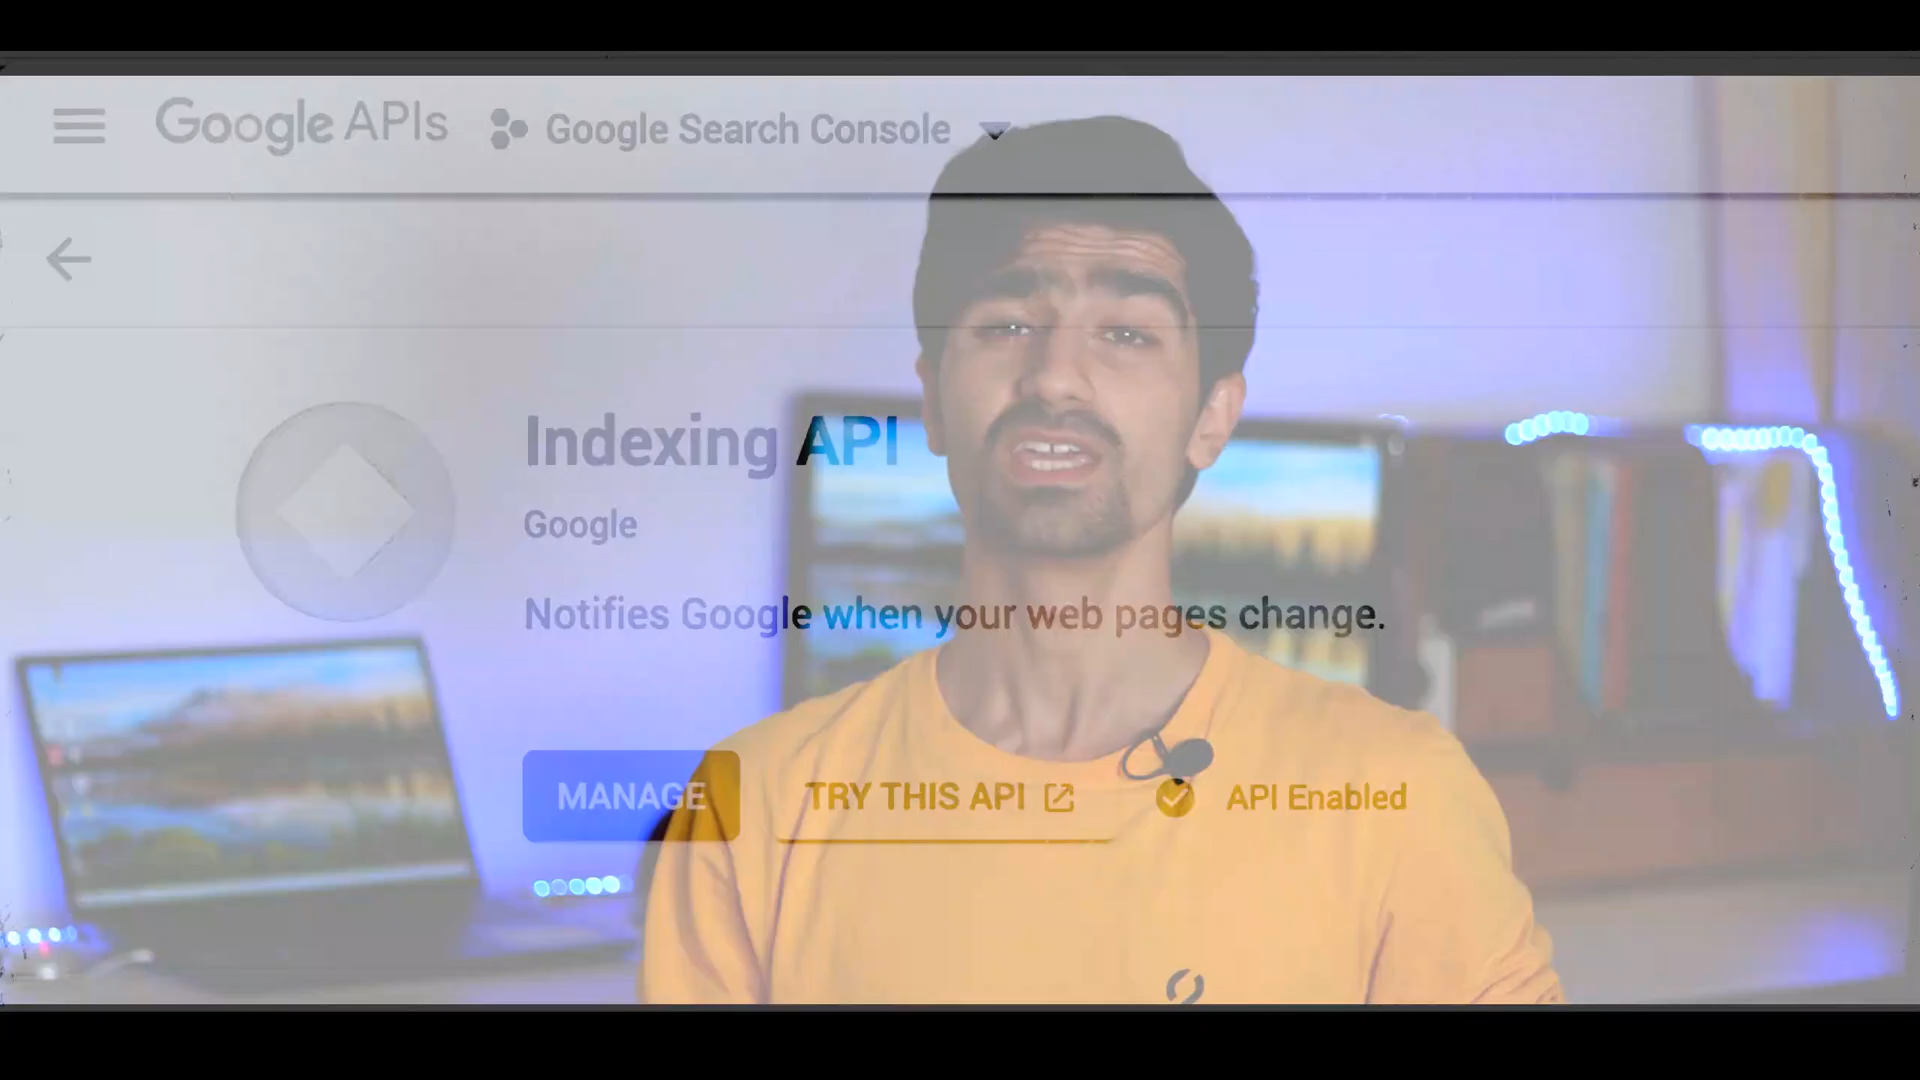 Google APIs Google Search Console
Indexing API
Google
Notifies Google when your web pages change.
MANAGE TRY THIS API API Enabled